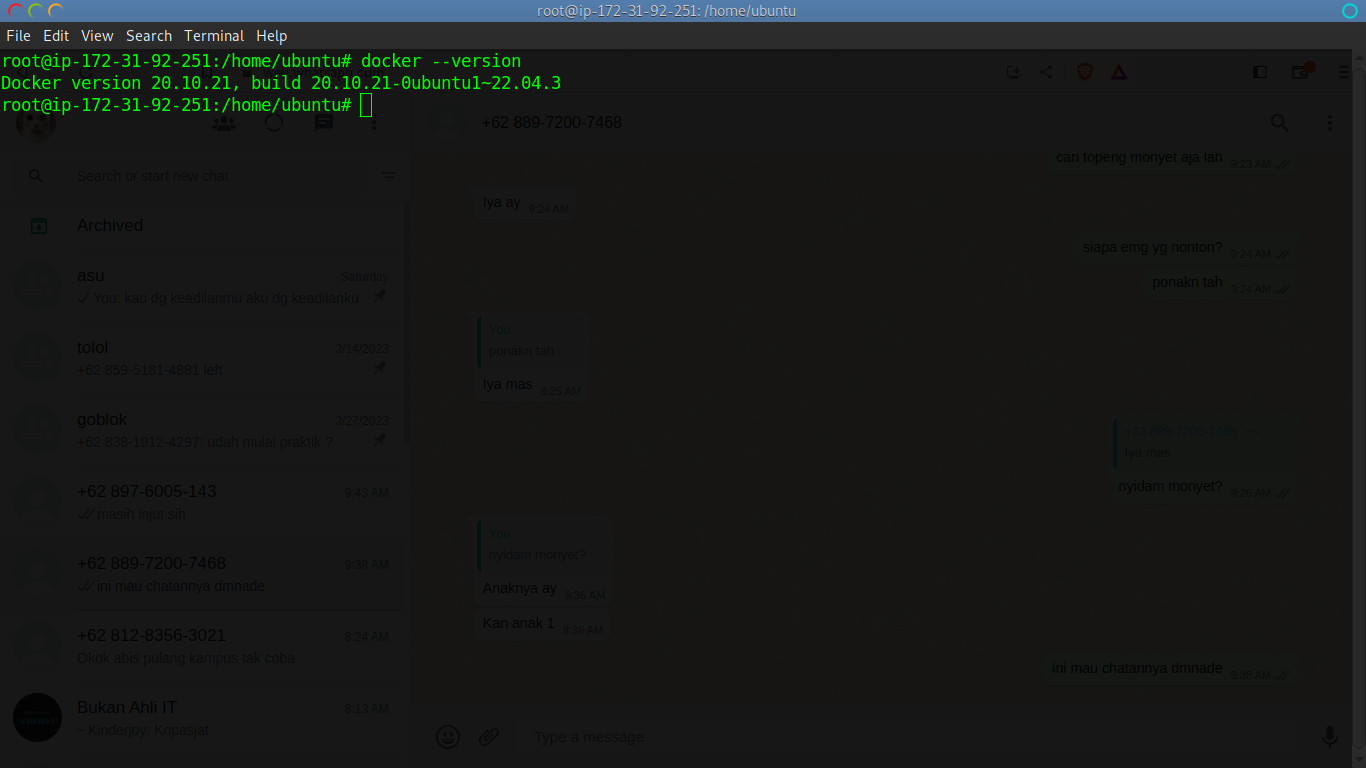 root@ip-172-31-92-251: /home/ubuntu
File Edit View Search Terminal Help
root@ip-172-31-92-251:/home/ubuntu# docker --version
Docker version 20.10.21, build 20.10.21-0ubuntu1~22.04.3
root@ip-172-31-92-251:/home/ubuntu#
Search or start new chat
Archived
asu Saturday
You: kau dg keadilanmu aku dg keadilanku
tolol 3/14/2023
+62 859-5181-4881 left
goblok 3/27/2023
+62 838-1912-4297: udah mulai praktik ?
+62 897-6005-143 9:43 AM
masih lnjut sih
+62 889-7200-7468 9:38 AM
ini mau chatannya dmnade
+62 812-8356-3021 8:24 AM
Okok abis pulang kampus tak coba
Bukan Ahli IT 8:13 AM
~ Kinderjoy: Kopasjat
+62 889-7200-7468
can topeng monyet aja lah 9:23 AM
Iya ay 9:24 AM
siapa emg yg nonton? 9:24 AM
ponakn tah 9:24 AM
You
ponakn tah
Iya mas 9:25 AM
+62 889-7200-7468
Iya mas
nyidam monyet? 9:26 AM
You
nyidam monyet?
Anaknya ay 9:36 AM
Kan anak 1 9:36 AM
ini mau chatannya dmnade 9:38 AM
Type a message